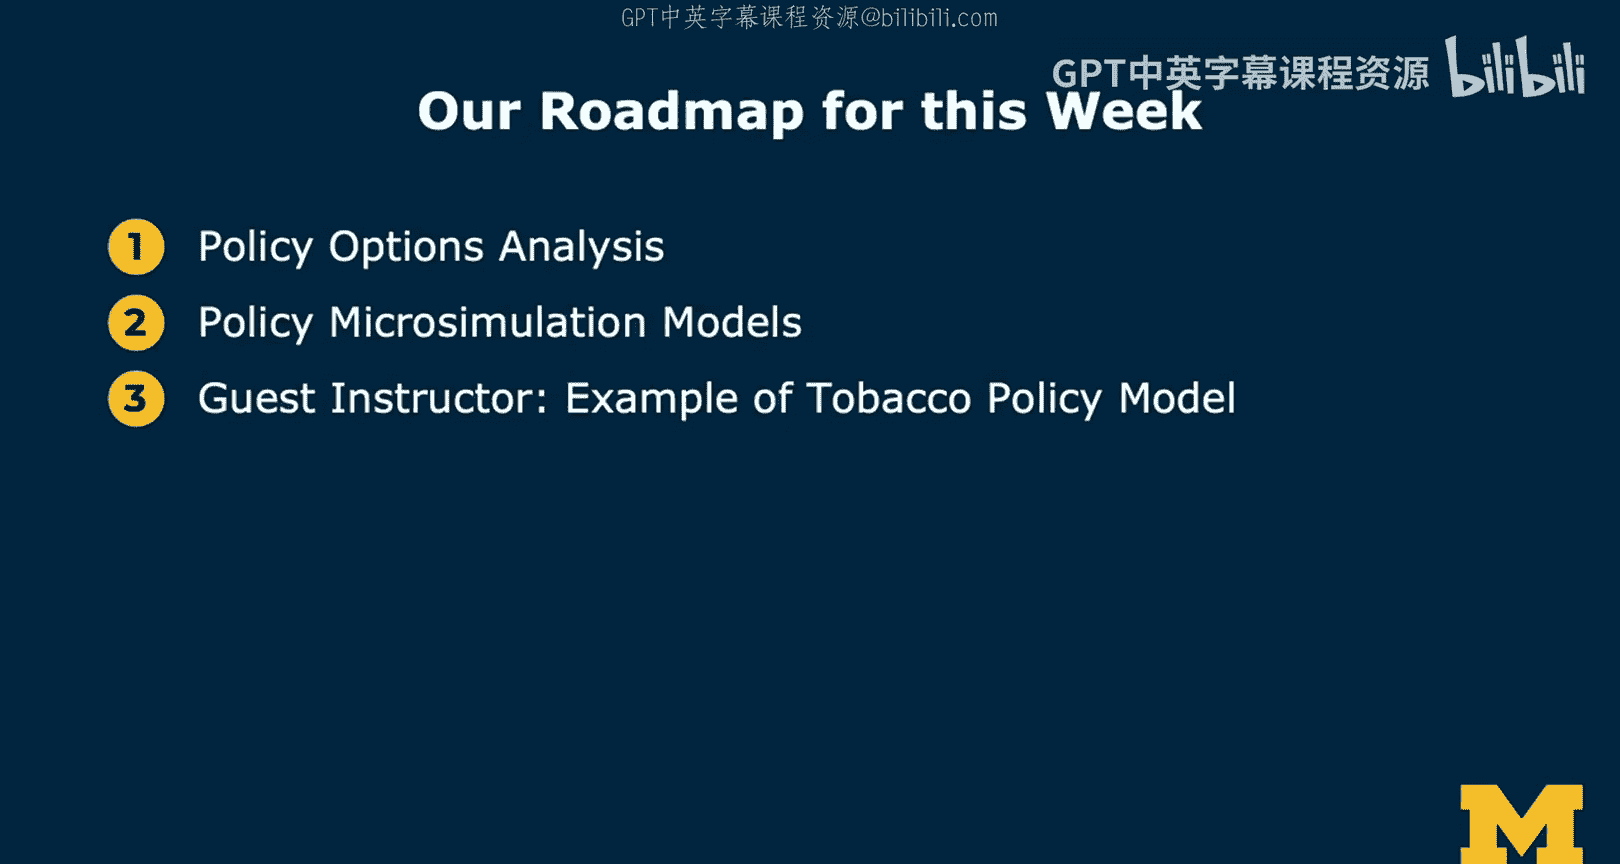 GPT中英字幕课程资源@bilibili.com
GPT中英字幕课程资源 bilibili
Our Roadmap for this Week
1 Policy Options Analysis
2 Policy Microsimulation Models
3 Guest Instructor: Example of Tobacco Policy Model
M